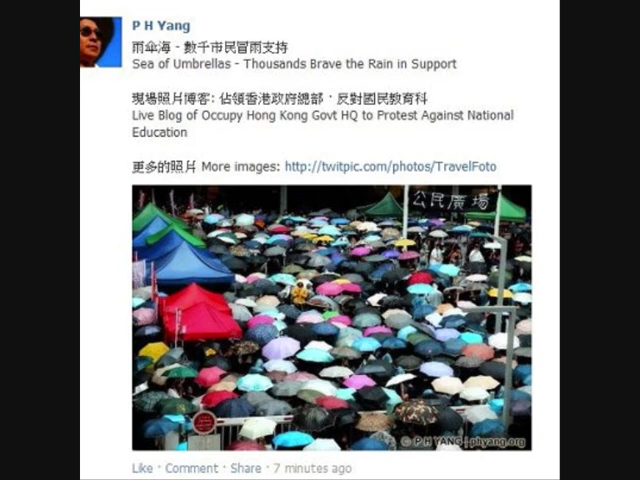 P H Yang
雨傘海 - 數千市民冒雨支持
Sea of Umbrellas - Thousands Brave the Rain in Support
現場照片博客: 佔領香港政府總部，反對國民教育科
Live Blog of Occupy Hong Kong Govt HQ to Protest Against National
Education
更多的照片 More images: http://twitpic.com/photos/TravelFoto
公民廣場
© P H YANG | phyang.org
Like · Comment · Share · 7 minutes ago